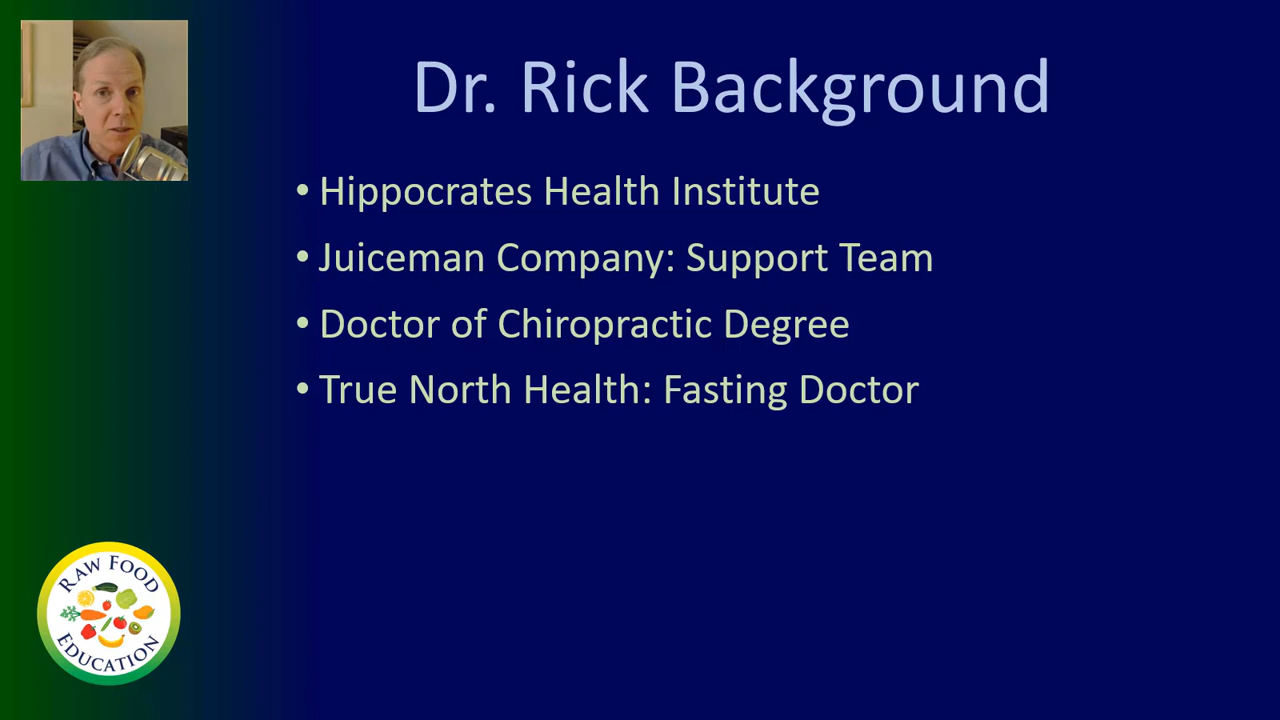 Dr. Rick Background
• Hippocrates Health Institute
• Juiceman Company: Support Team
• Doctor of Chiropractic Degree
• True North Health: Fasting Doctor
RAW FOOD
EDUCATION